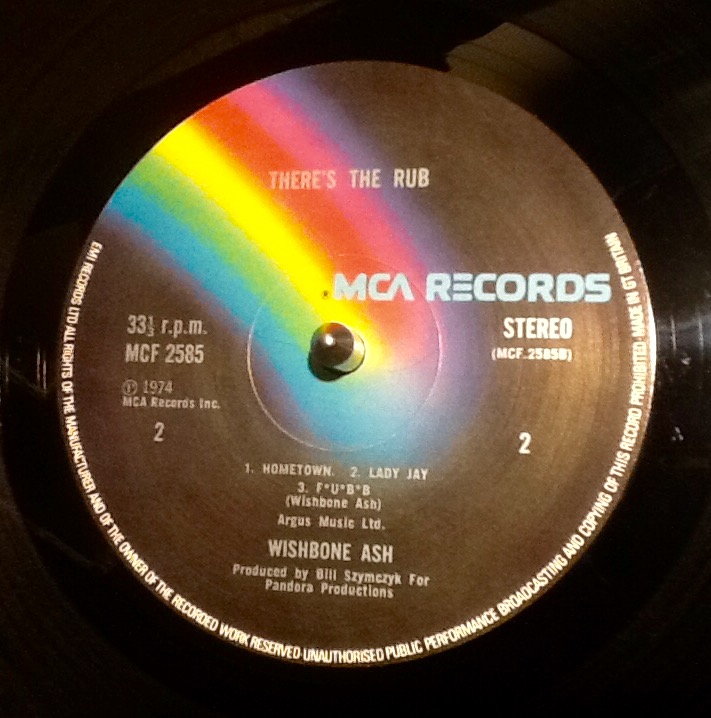 THERE'S THE RUB
MCA RECORDS
33⅓ r.p.m.
MCF 2585
℗ 1974
MCA Records Inc.
2
STEREO
(MCF.2585B)
2
1. HOMETOWN. 2. LADY JAY
3. F*U*B*B
(Wishbone Ash)
Argus Music Ltd.
WISHBONE ASH
Produced by Bill Szymczyk For
Pandora Productions
EMI RECORDS LTD ALL RIGHTS OF THE MANUFACTURER AND OF THE OWNER OF THE RECORDED WORK RESERVED·UNAUTHORISED PUBLIC PERFORMANCE BROADCASTING AND COPYING OF THIS RECORD PROHIBITED·MADE IN GT BRITAIN